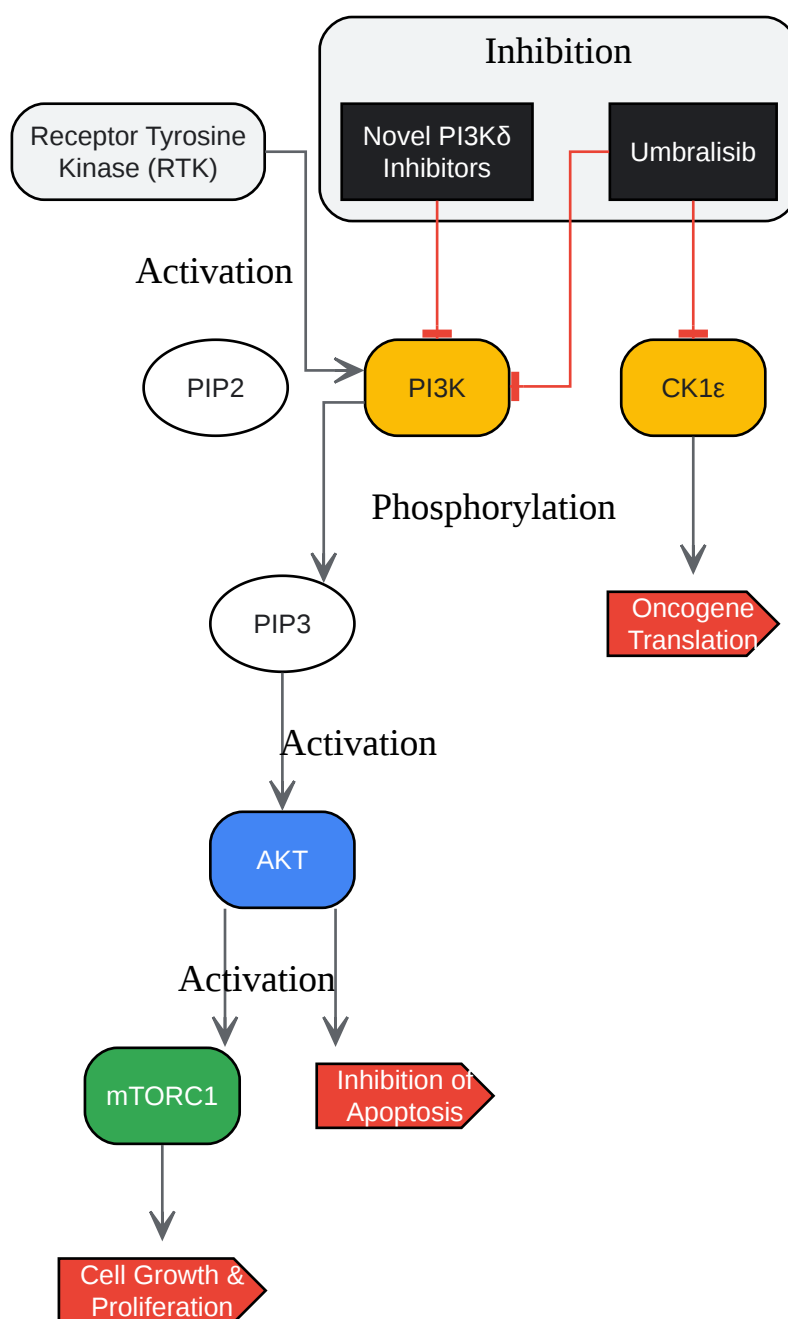 Inhibition
Receptor Tyrosine
Kinase (RTK)
Novel PI3Kδ
Inhibitors
Umbralisib
Activation
PIP2
PI3K
CK1ε
Phosphorylation
PIP3
Oncogene
Translation
Activation
AKT
Activation
mTORC1
Inhibition of
Apoptosis
Cell Growth &
Proliferation